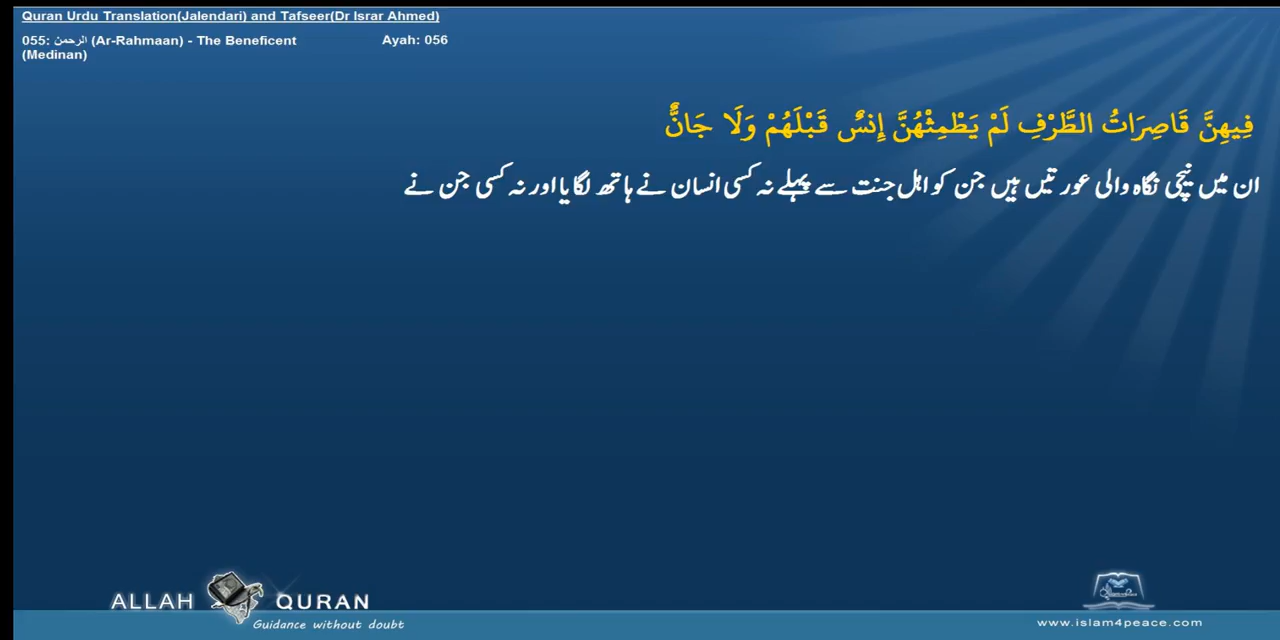 Quran Urdu Translation(Jalendari) and Tafseer(Dr Israr Ahmed)
055: الرحمن (Ar-Rahmaan) - The Beneficent Ayah: 056
(Medinan)
فِيهِنَّ قَاصِرَاتُ الطَّرْفِ لَمْ يَطْمِثْهُنَّ إِنسٌ قَبْلَهُمْ وَلَا جَانٌّ
ان میں نیچی نگاہ والی عورتیں ہیں جن کو اہل جنت سے پہلے نہ کسی انسان نے ہاتھ لگایا اور نہ کسی جن نے
ALLAH QURAN
Guidance without doubt
www.islam4peace.com